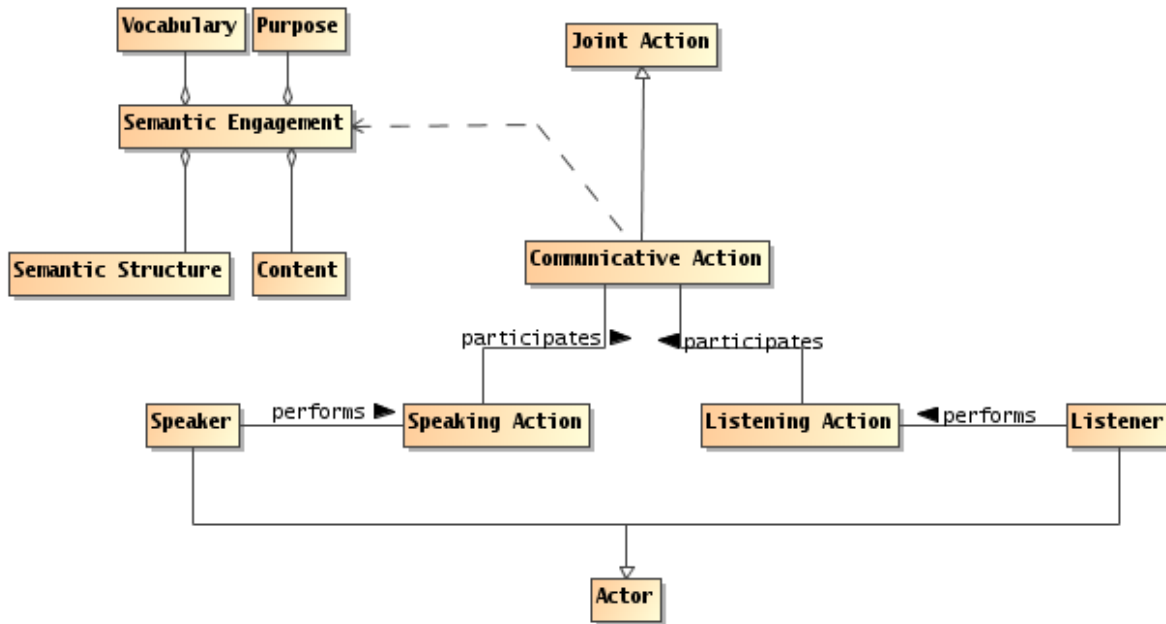 Vocabulary
Purpose
Joint Action
Semantic Engagement
Semantic Structure
Content
Communicative Action
participates
participates
Speaker
performs
Speaking Action
Listening Action
performs
Listener
Actor